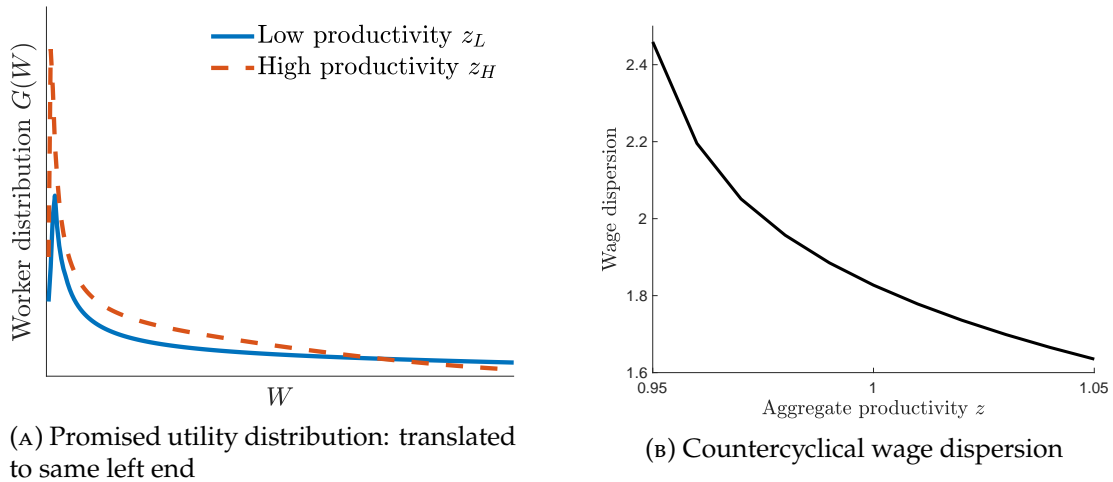 Low productivity z_L
High productivity z_H
Worker distribution G(W)
W
(A) Promised utility distribution: translated
to same left end
2.4
2.2
2
1.8
1.6
Wage dispersion
0.95
1
1.05
Aggregate productivity z
(B) Countercyclical wage dispersion